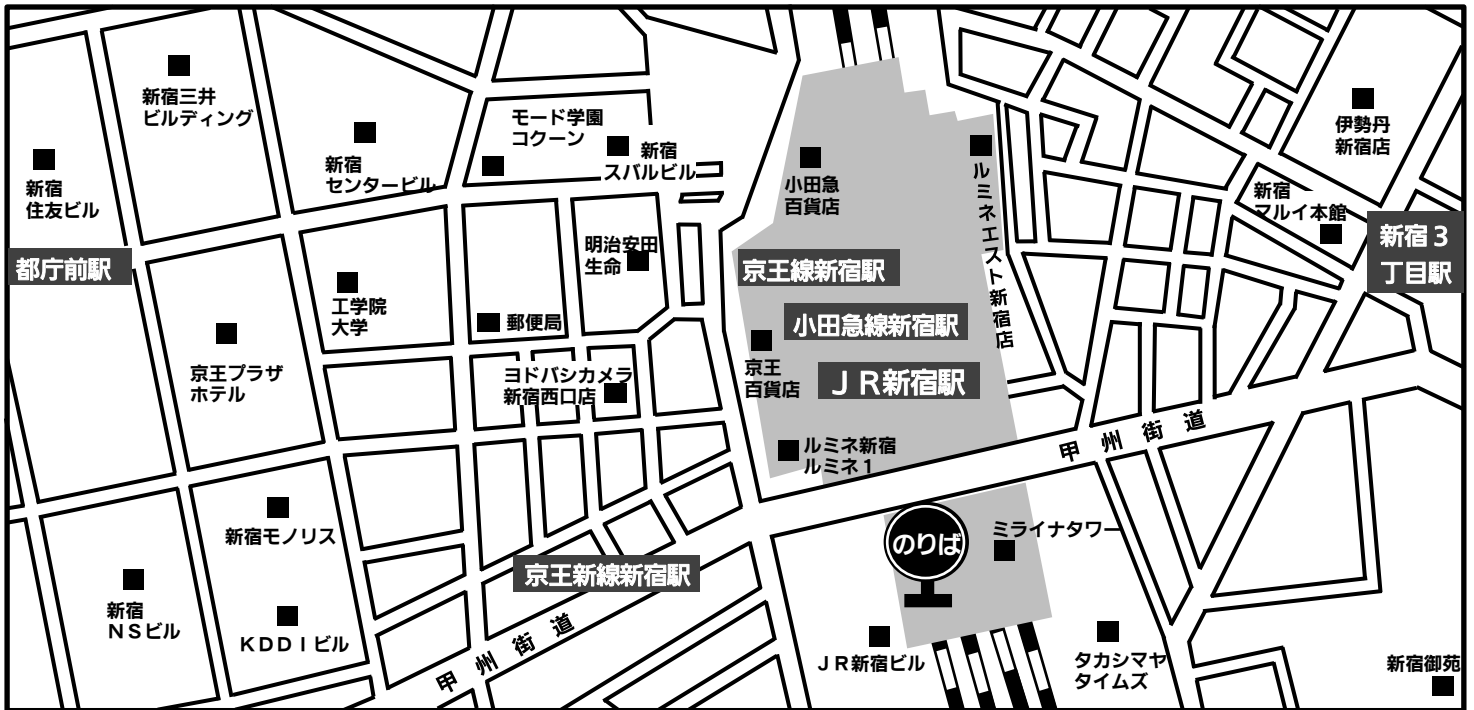 新宿三井
ビルディング
新宿
住友ビル
新宿
センタービル
モード学園
コクーン
新宿
スバルビル
小田急
百貨店
ルミネエスト新宿店
伊勢丹
新宿店
新宿
マルイ本館
新宿3
丁目駅
都庁前駅
工学院
大学
明治安田
生命
郵便局
京王線新宿駅
小田急線新宿駅
JR新宿駅
京王
百貨店
京王プラザ
ホテル
ヨドバシカメラ
新宿西口店
ルミネ新宿
ルミネ1
甲州街道
新宿モノリス
京王新線新宿駅
のりば
ミライナタワー
新宿
NSビル
KDDIビル
甲州街道
JR新宿ビル
タカシマヤ
タイムズ
新宿御苑